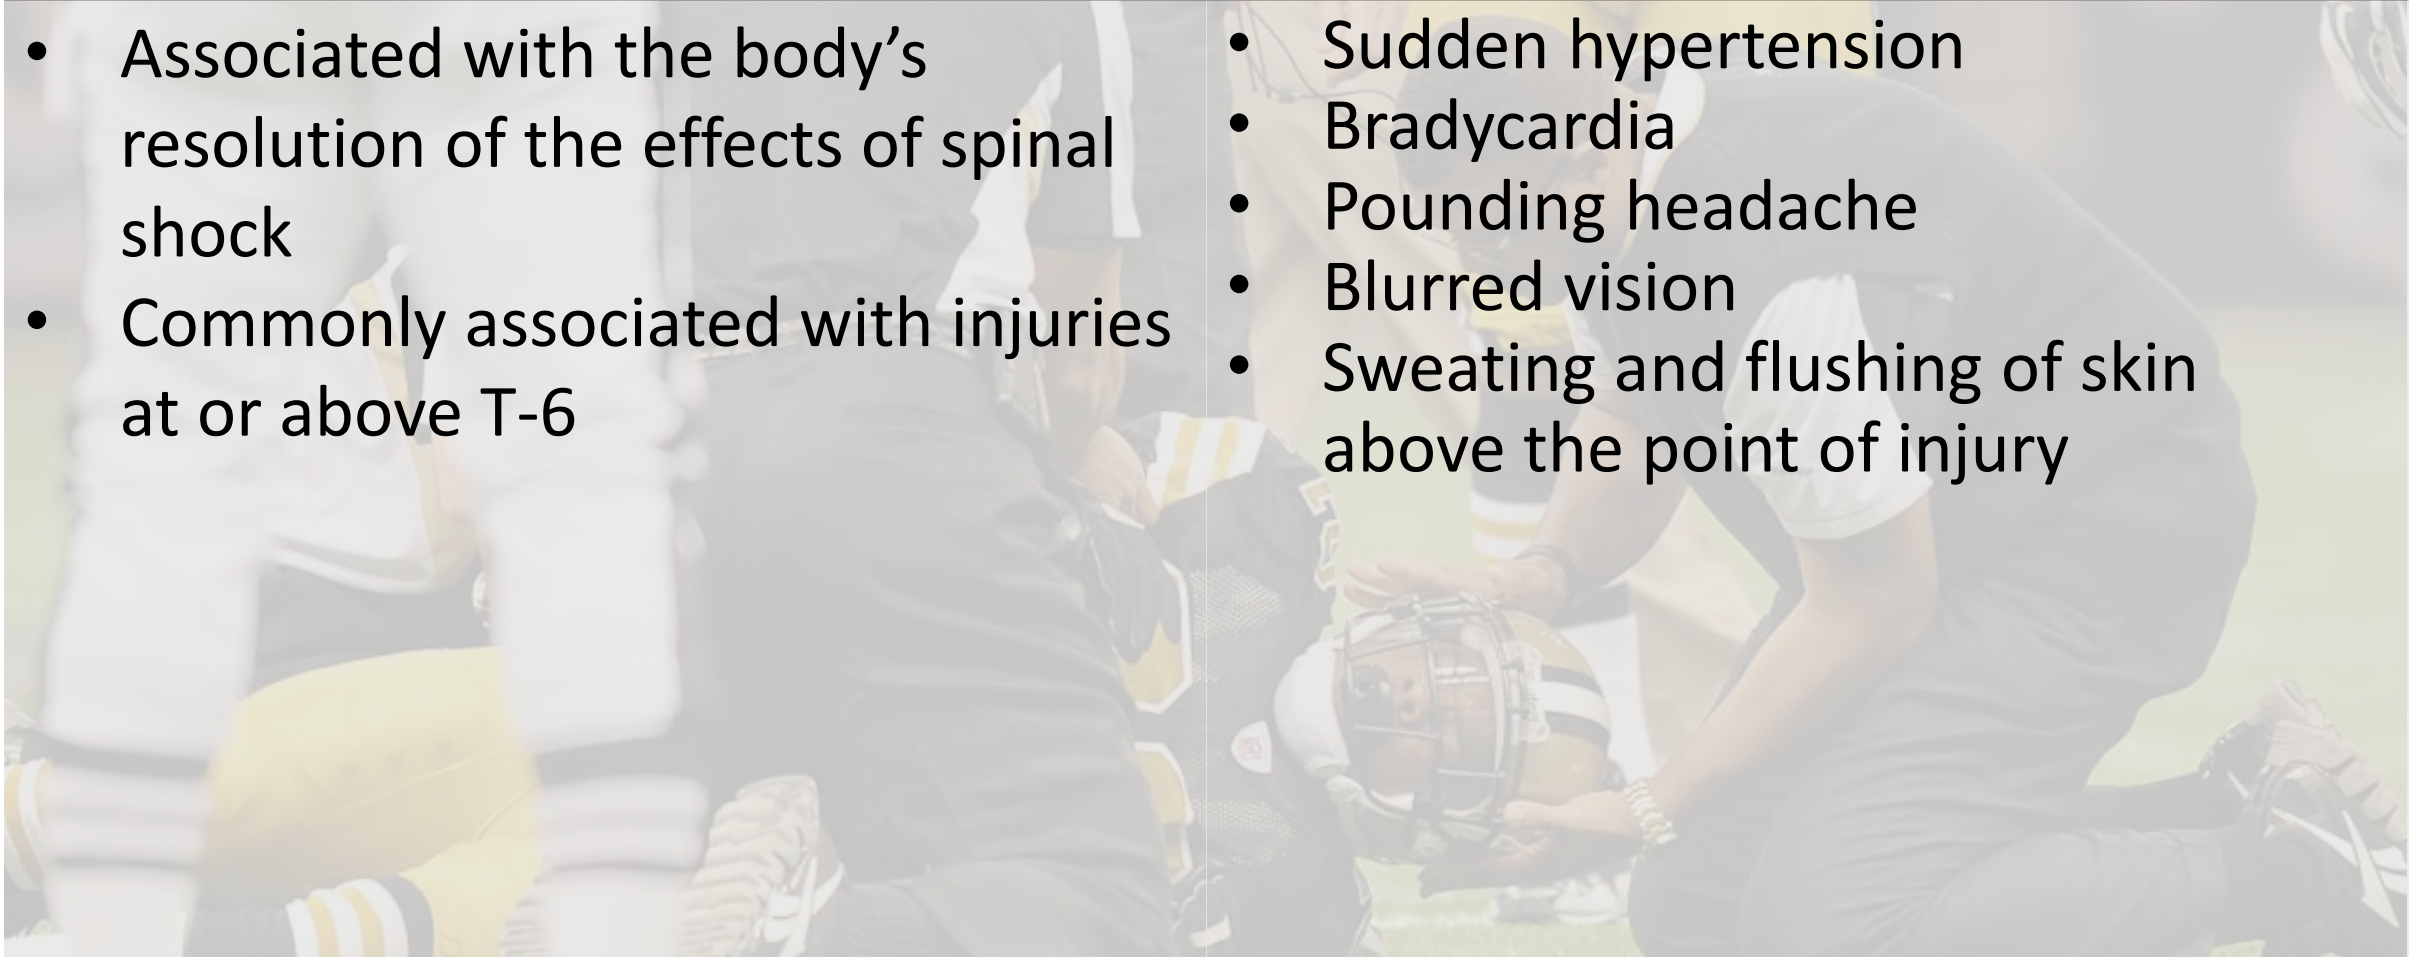 • Associated with the body’s
resolution of the effects of spinal
shock
• Commonly associated with injuries
at or above T-6
• Sudden hypertension
• Bradycardia
• Pounding headache
• Blurred vision
• Sweating and flushing of skin
above the point of injury